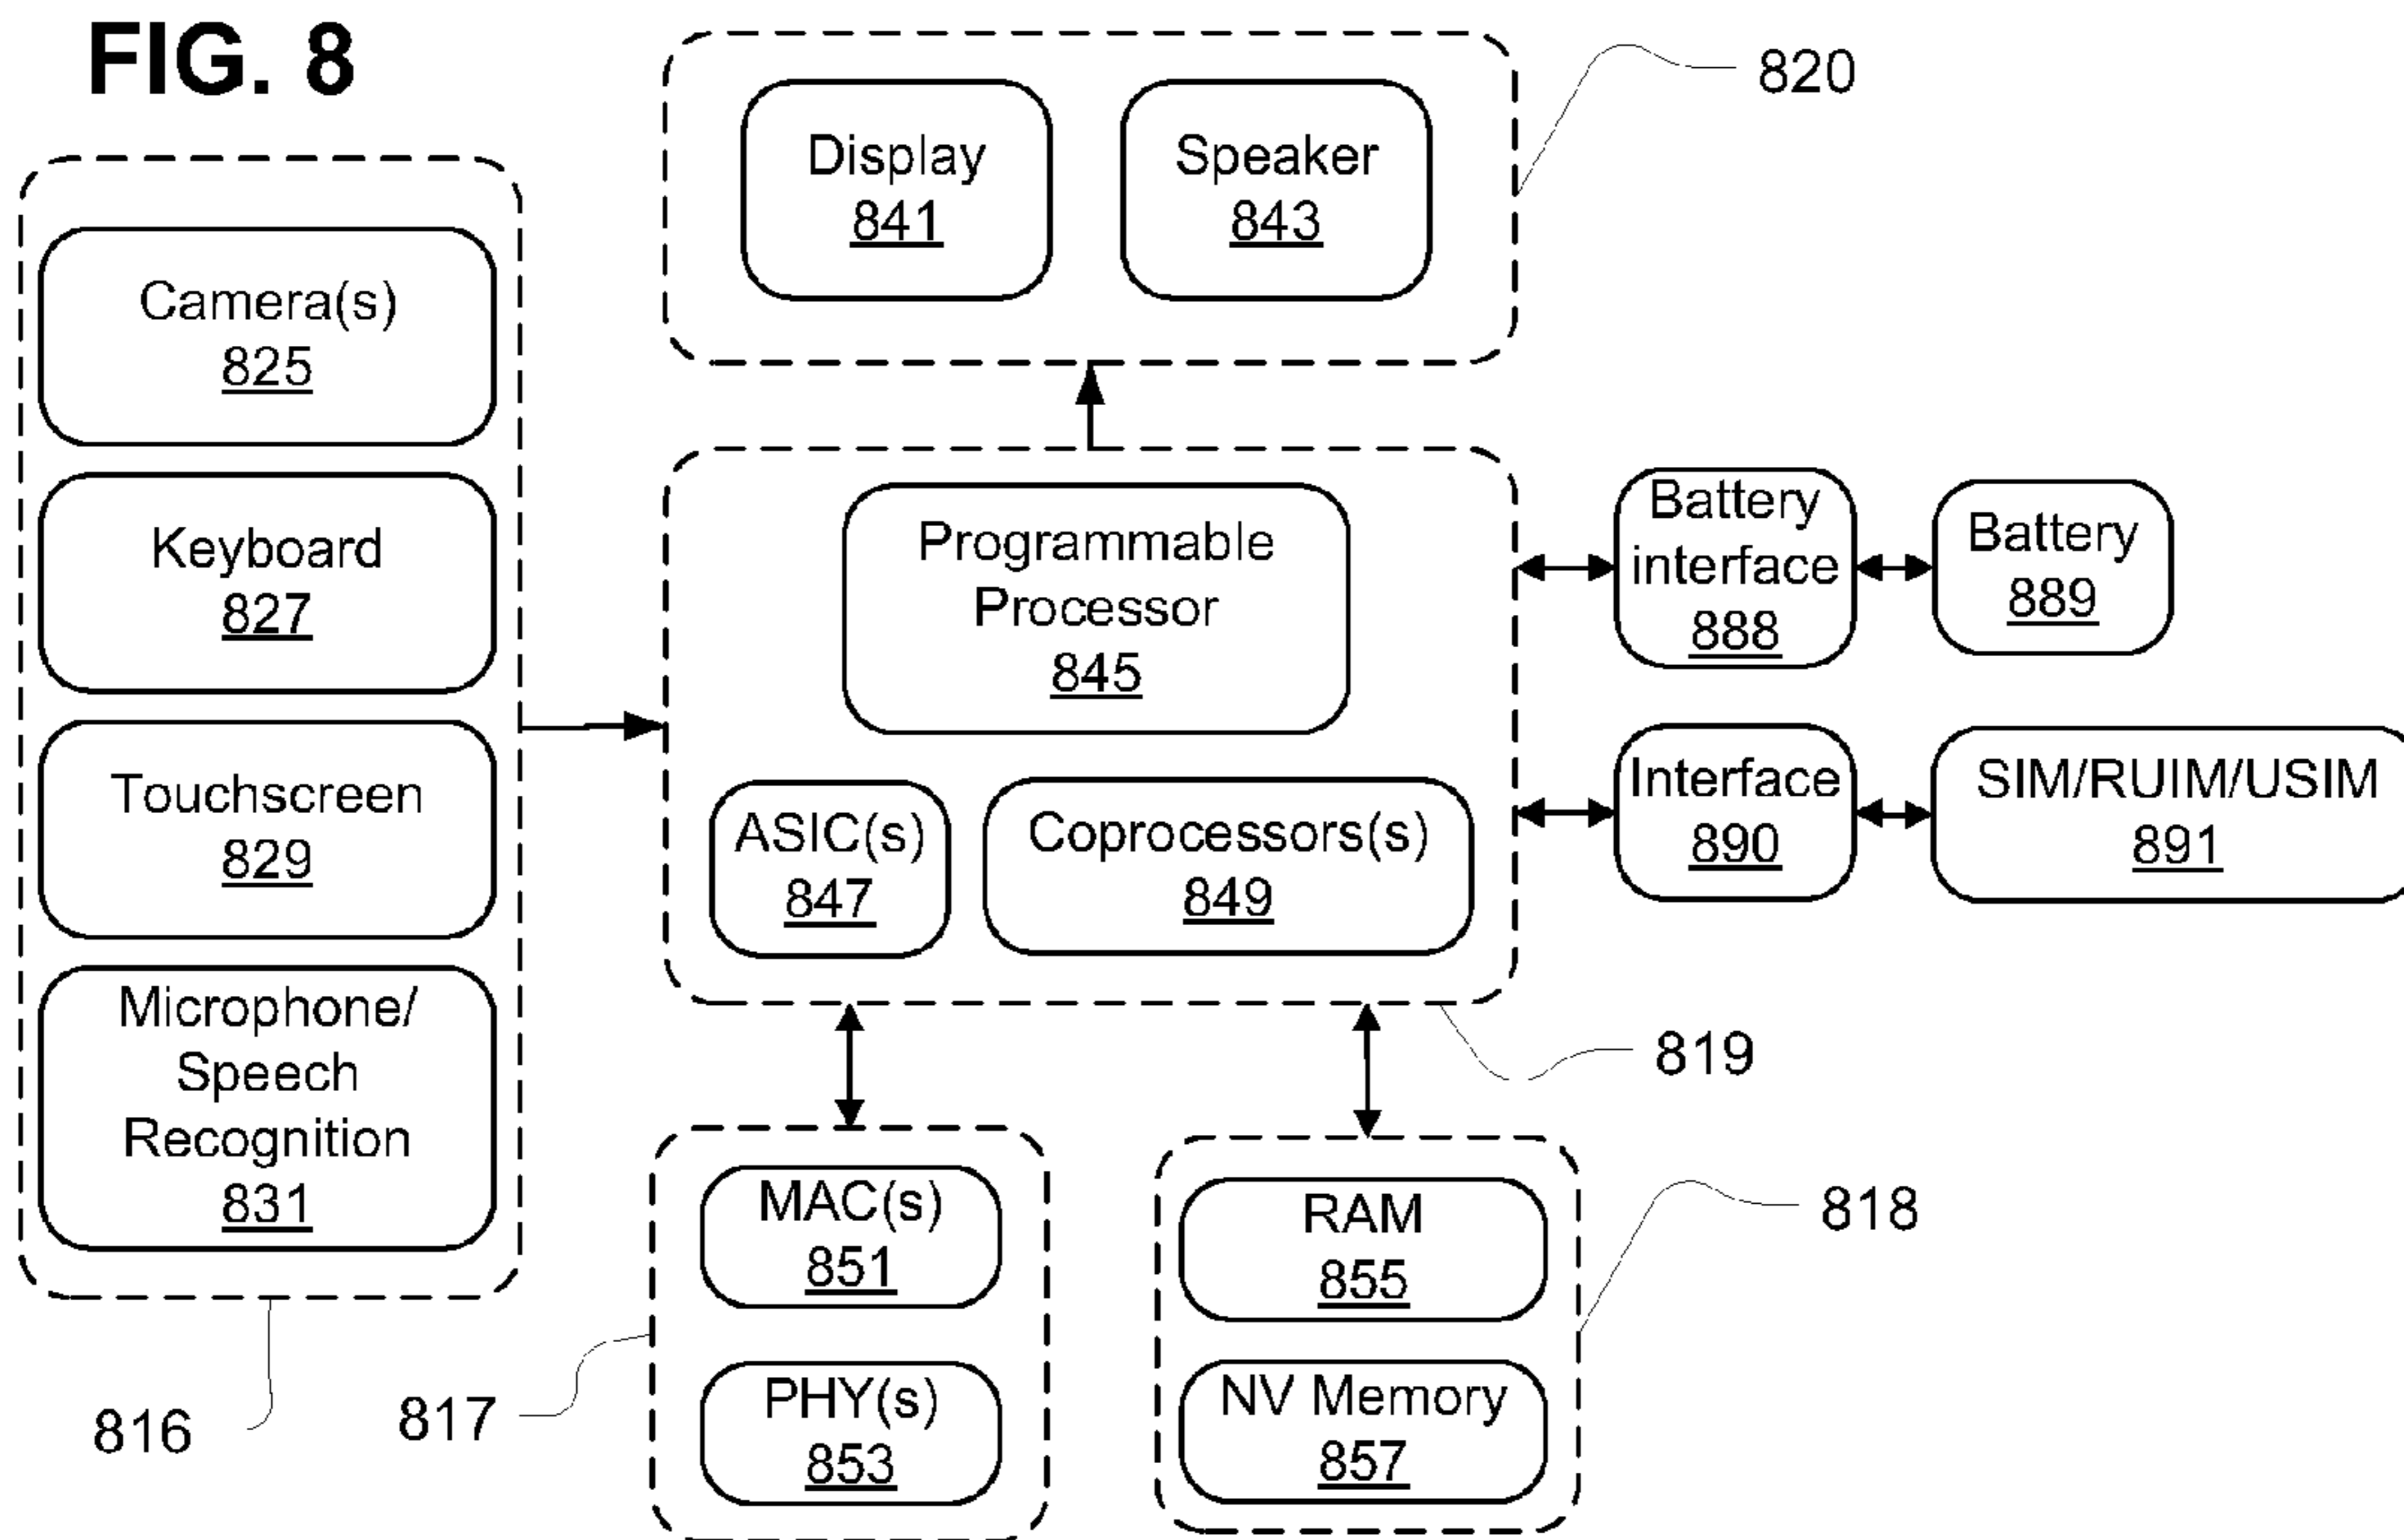 FIG. 8
820
Display
841
Speaker
843
Camera(s)
825
Keyboard
827
Touchscreen
829
Microphone/
Speech
Recognition
831
816
Programmable
Processor
845
ASIC(s)
847
Coprocessors(s)
849
819
Battery
interface
888
Battery
889
Interface
890
SIM/RUIM/USIM
891
MAC(s)
851
PHY(s)
853
817
RAM
855
NV Memory
857
818